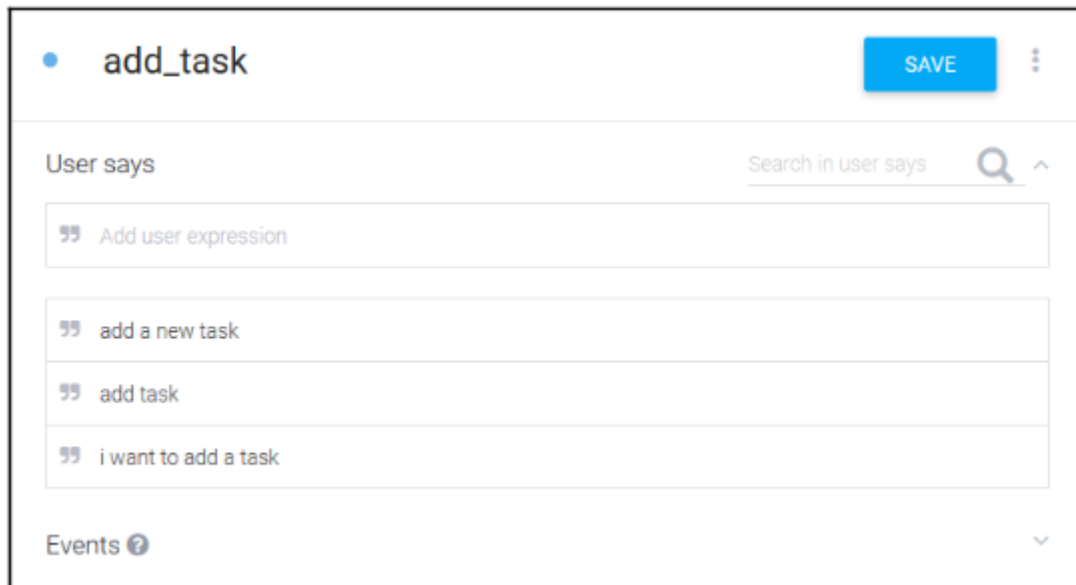 add_task
SAVE
User says
Search in user says
Add user expression
add a new task
add task
i want to add a task
Events